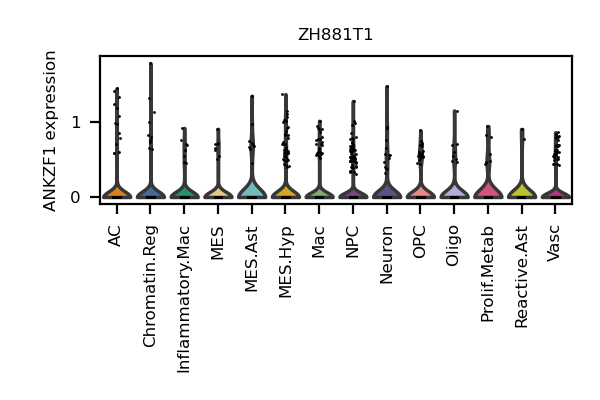 ZH881T1
ANKZF1 expression
1
0
AC
Chromatin.Reg
Inflammatory.Mac
MES
MES.Ast
MES.Hyp
Mac
NPC
Neuron
OPC
Oligo
Prolif.Metab
Reactive.Ast
Vasc